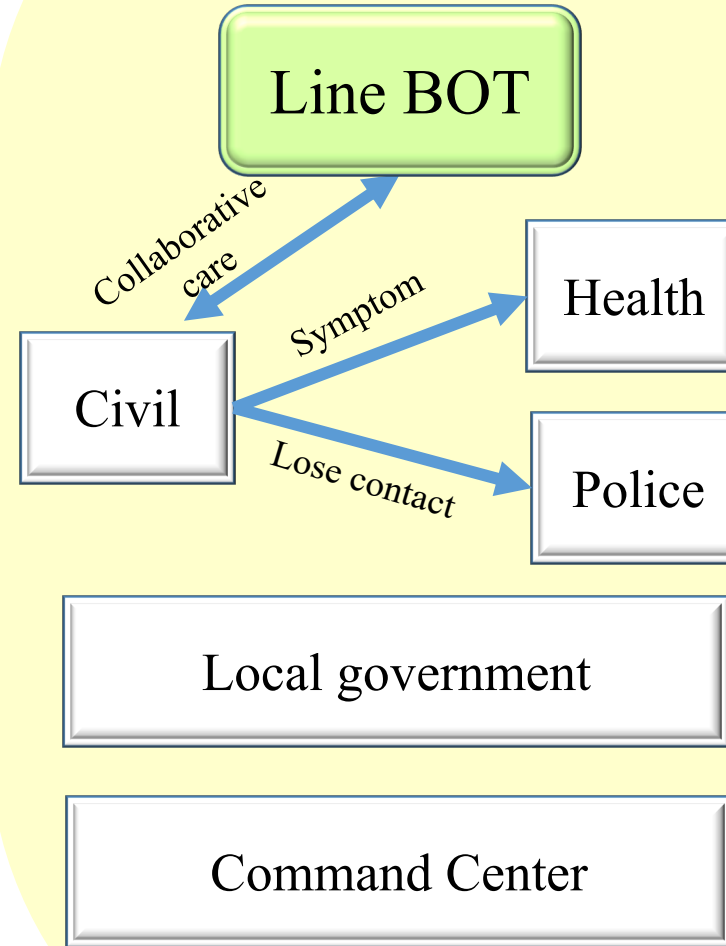 Line BOT
Collaborative
care
Symptom
Health
Civil
Lose contact
Police
Local government
Command Center